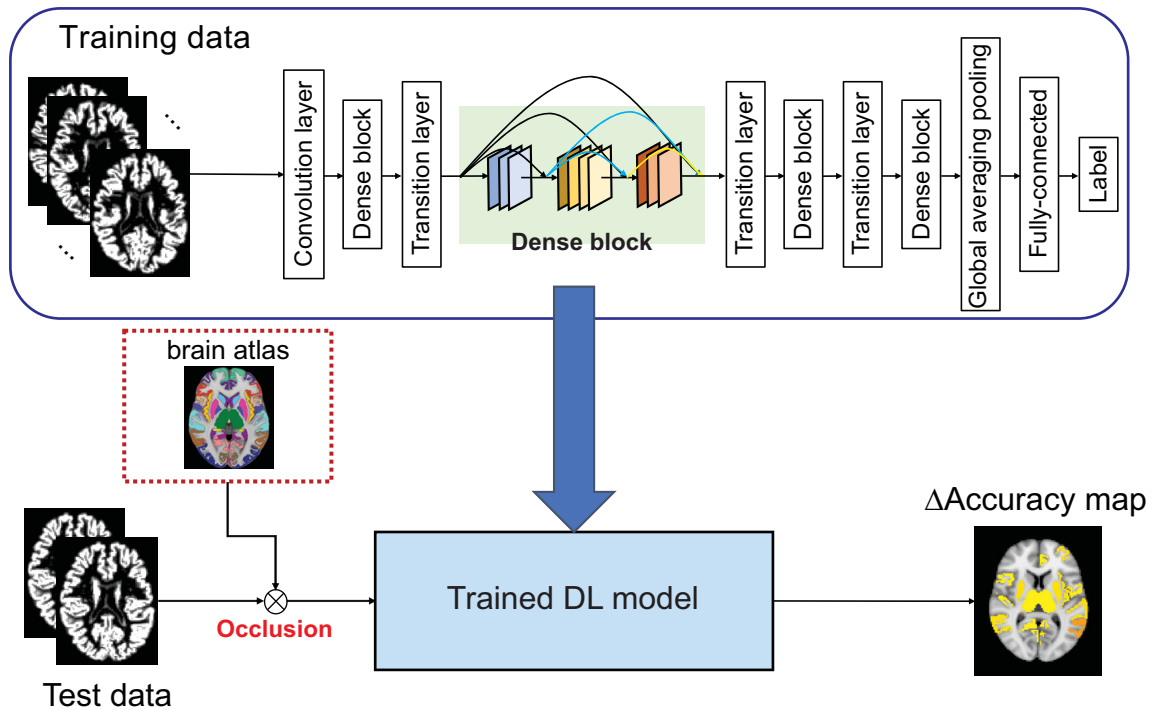 Training data
...
Convolution layer
Dense block
Transition layer
Dense block
Transition layer
Dense block
Transition layer
Dense block
Global averaging pooling
Fully-connected
Label
...
brain atlas
Occlusion
Trained DL model
ΔAccuracy map
Test data